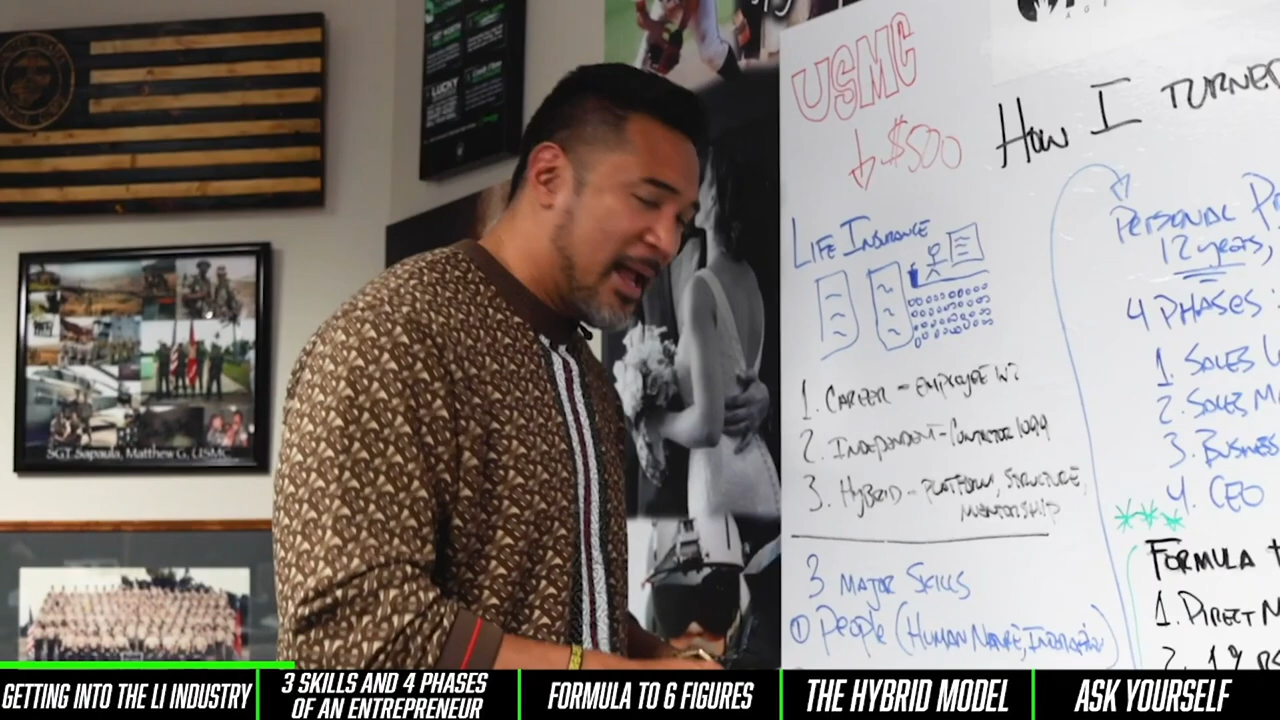 LUCKY
SGT Sapaula, Matthew G, USMC
USMC
↓ $500
How I TURNED
LIFE INSURANCE
1. CAREER - EMPLOYEE W2
2. INDEPENDENT - CONTRACTOR 1099
3. HYBRID - PLATFORM, STRUCTURE,
MENTORSHIP
3 MAJOR SKILLS
① PEOPLE (HUMAN NATURE,
PERSONAL
12 years,
4 PHASES
1. SALES
2. SALES
3. BUSINESS
4. CEO
***
FORMULA
1. DIRECT
2. 1%
GETTING INTO THE LI INDUSTRY
3 SKILLS AND 4 PHASES
OF AN ENTREPRENEUR
FORMULA TO 6 FIGURES
THE HYBRID MODEL
ASK YOURSELF